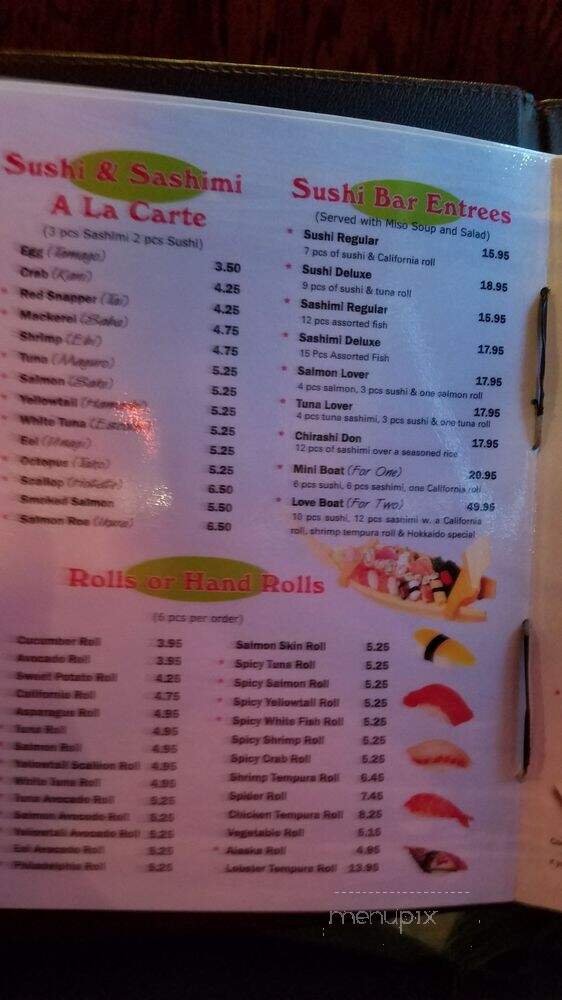 Sushi & Sashimi
A La Carte
(3 pcs Sashimi 2 pcs Sushi)
Egg (Tamago) 3.50
Crab (Kani) 4.25
* Red Snapper (Tai) 4.25
* Mackerel (Saba) 4.75
Shrimp (Ebi) 4.75
* Tuna (Maguro) 5.25
* Salmon (Sake) 5.25
* Yellowtail 5.25
* White Tuna 5.25
Eel (Unagi) 5.25
* Octopus (Tako) 5.25
* Scallop (Hotate) 6.50
Smoked Salmon 5.50
* Salmon Roe 6.50
Sushi Bar Entrees
(Served with Miso Soup and Salad)
* Sushi Regular 15.95
7 pcs of sushi & California roll
* Sushi Deluxe 18.95
9 pcs of sushi & tuna roll
* Sashimi Regular 15.95
12 pcs assorted fish
* Sashimi Deluxe 17.95
15 Pcs Assorted Fish
* Salmon Lover 17.95
4 pcs salmon, 3 pcs sushi & one salmon roll
* Tuna Lover 17.95
4 pcs tuna sashimi, 3 pcs sushi & one tuna roll
* Chirashi Don 17.95
12 pcs of sashimi over a seasoned rice
* Mini Boat (For One) 20.95
6 pcs sushi, 6 pcs sashimi, one California roll
* Love Boat (For Two) 49.95
10 pcs sushi, 12 pcs sashimi w. a California
roll, shrimp tempura roll & Hokkaido special
Rolls or Hand Rolls
(6 pcs per order)
Cucumber Roll 3.95
Avocado Roll 3.95
Sweet Potato Roll 4.25
California Roll 4.75
Asparagus Roll 4.95
Tuna Roll 4.95
Salmon Roll 4.95
Yellowtail Scallion Roll 4.95
White Tuna Roll 4.95
Tuna Avocado Roll 5.25
Salmon Avocado Roll 5.25
Yellowtail Avocado Roll 5.25
Eel Avocado Roll 5.25
Philadelphia Roll 5.25
Salmon Skin Roll 5.25
* Spicy Tuna Roll 5.25
* Spicy Salmon Roll 5.25
* Spicy Yellowtail Roll 5.25
* Spicy White Fish Roll 5.25
Spicy Shrimp Roll 5.25
Spicy Crab Roll 5.25
Shrimp Tempura Roll 6.45
Spider Roll 7.45
Chicken Tempura Roll 8.25
Vegetable Roll 5.15
* Alaska Roll 4.95
Lobster Tempura Roll 13.95
menupix